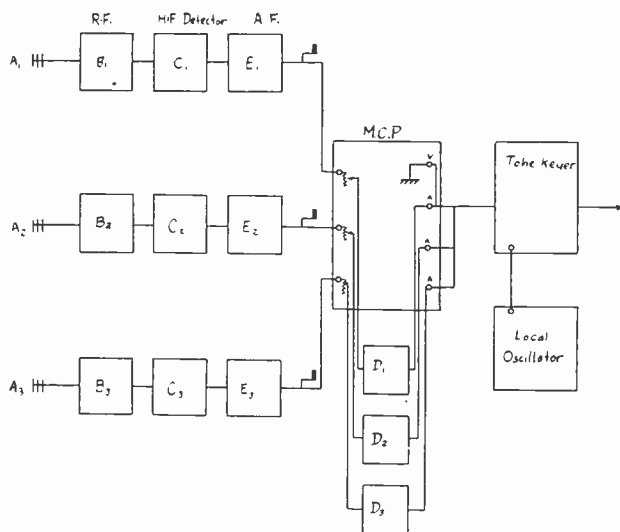 R.F. H.F Detector A.F.
A₁ B₁ C₁ E₁
M.C.P
V
Tone Keyer
A
A₂ B₂ C₂ E₂
A
A
Local
Oscillator
D₁
A₃ B₃ C₃ E₃
D₂
D₃